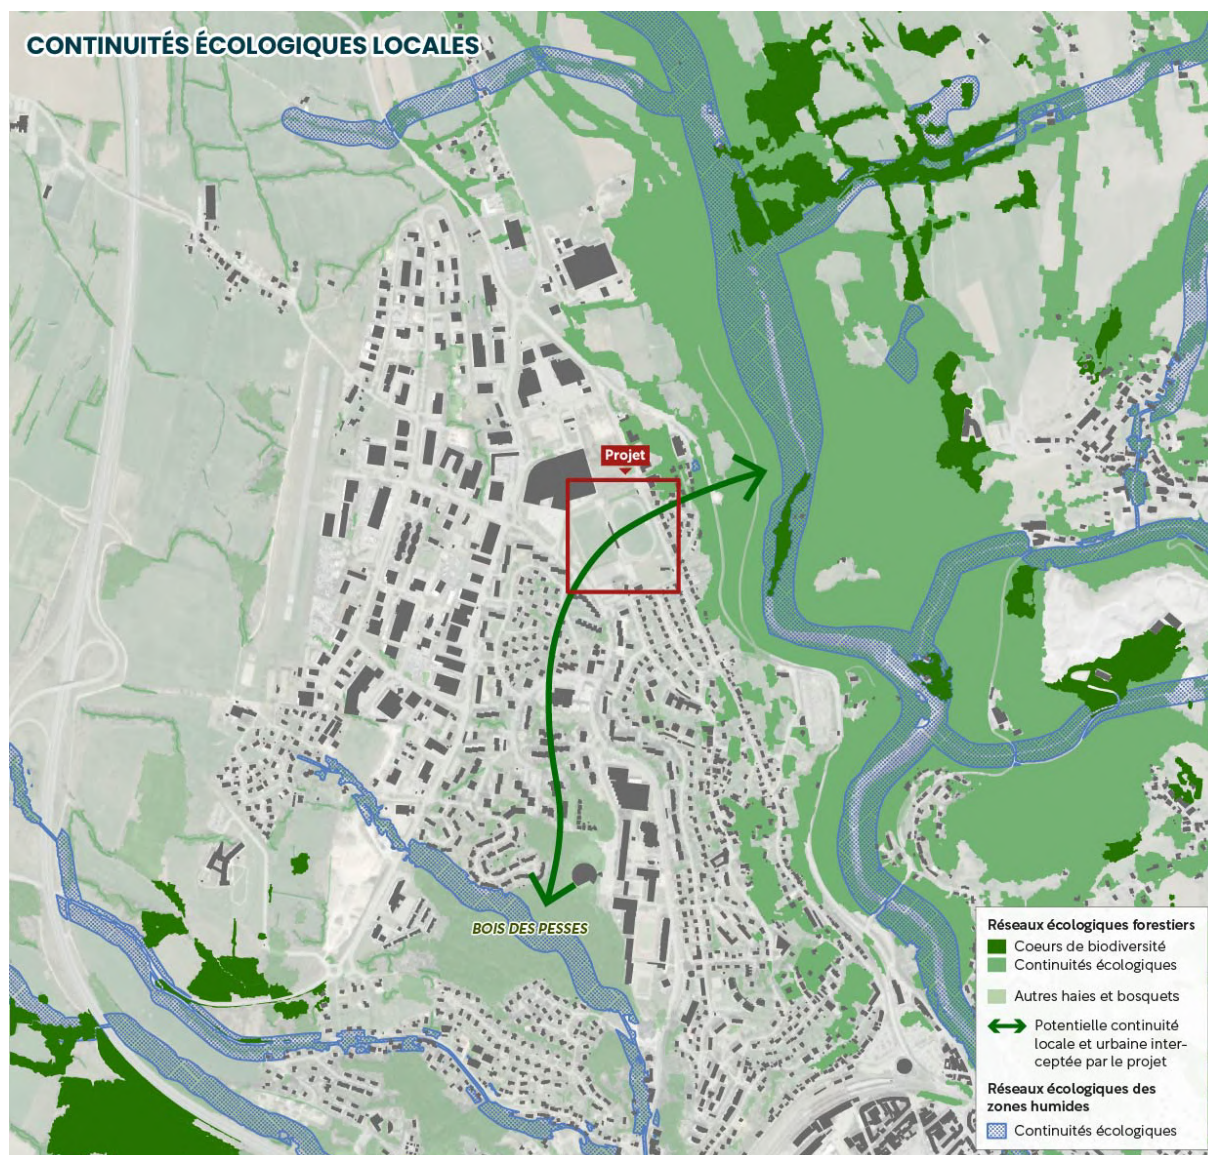 CONTINUITÉS ÉCOLOGIQUES LOCALES
Projet
BOIS DES PESSES
Réseaux écologiques forestiers
Coeurs de biodiversité
Continuités écologiques
Autres haies et bosquets
Potentielle continuité
locale et urbaine inter-
ceptée par le projet
Réseaux écologiques des
zones humides
Continuités écologiques